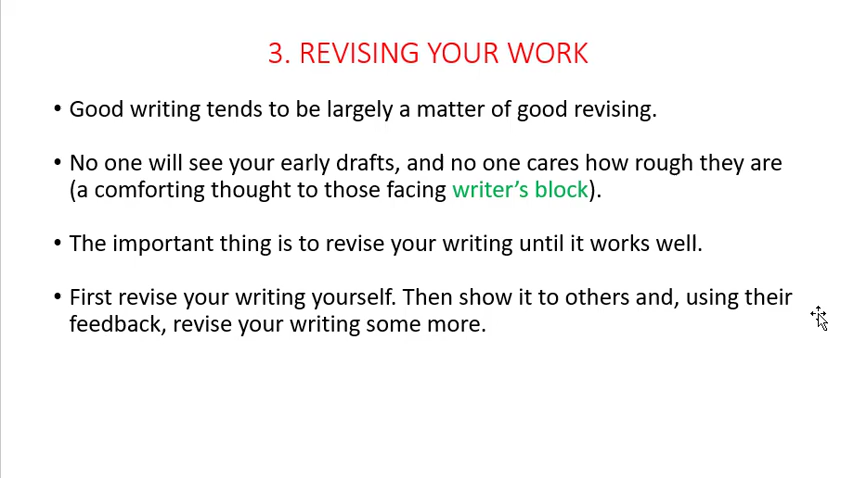 3. REVISING YOUR WORK
• Good writing tends to be largely a matter of good revising.
• No one will see your early drafts, and no one cares how rough they are
(a comforting thought to those facing writer’s block).
• The important thing is to revise your writing until it works well.
• First revise your writing yourself. Then show it to others and, using their
feedback, revise your writing some more.